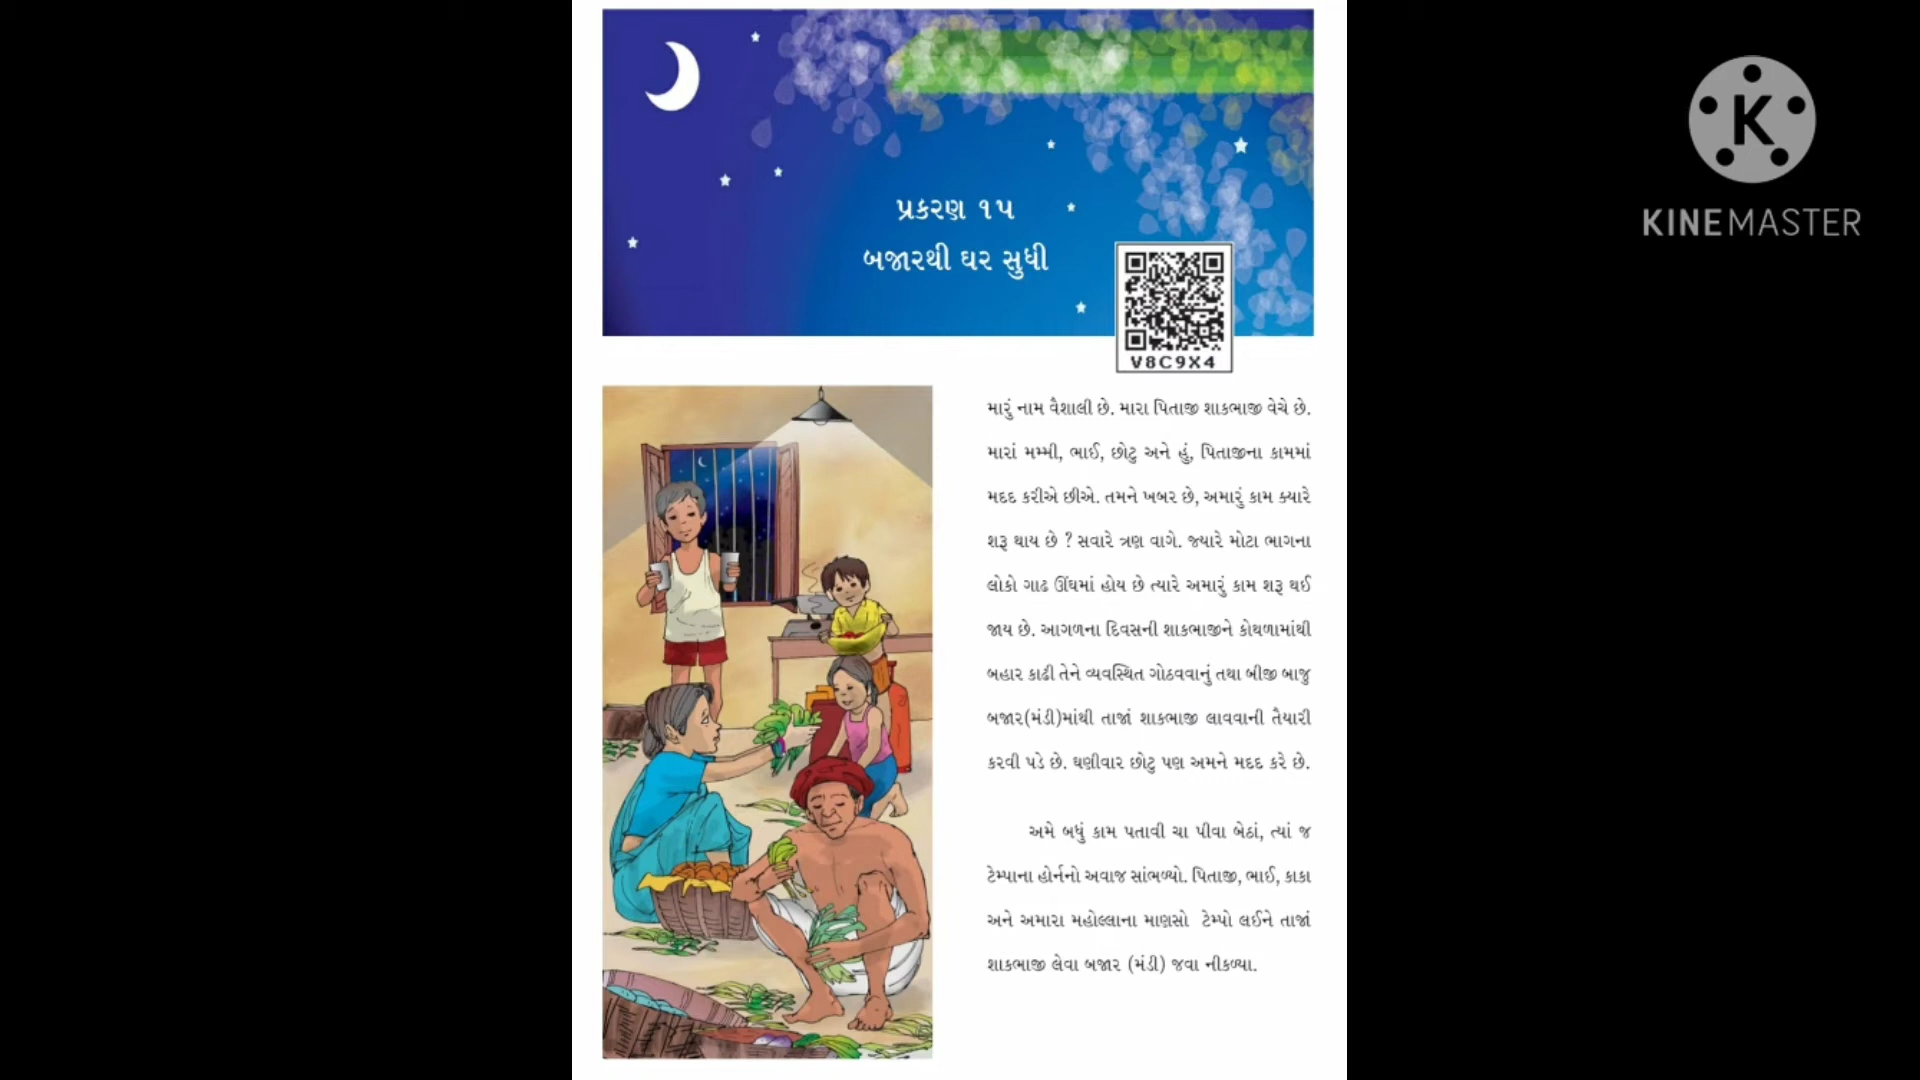 પ્રકરણ ૧૫
બજારથી ઘર સુધી
V8C9X4
મારું નામ વૈશાલી છે. મારા પિતાજી શાકભાજી વેચે છે.
મારાં મમ્મી, ભાઈ, છોટુ અને હું, પિતાજીના કામમાં
મદદ કરીએ છીએ. તમને ખબર છે, અમારું કામ ક્યારે
શરૂ થાય છે ? સવારે ત્રણ વાગે. જ્યારે મોટા ભાગના
લોકો ગાઢ ઊંઘમાં હોય છે ત્યારે અમારું કામ શરૂ થઈ
જાય છે. આગળના દિવસની શાકભાજીને કોથળામાંથી
બહાર કાઢી તેને વ્યવસ્થિત ગોઠવવાનું તથા બીજી બાજુ
બજાર(મંડી)માંથી તાજાં શાકભાજી લાવવાની તૈયારી
કરવી પડે છે. ઘણીવાર છોટુ પણ અમને મદદ કરે છે.
અમે બધું કામ પતાવી ચા પીવા બેઠાં, ત્યાં જ
ટેમ્પાના હોર્નનો અવાજ સાંભળ્યો. પિતાજી, ભાઈ, કાકા
અને અમારા મહોલ્લાના માણસો ટેમ્પો લઈને તાજાં
શાકભાજી લેવા બજાર (મંડી) જવા નીકળ્યા.
K
KINEMASTER